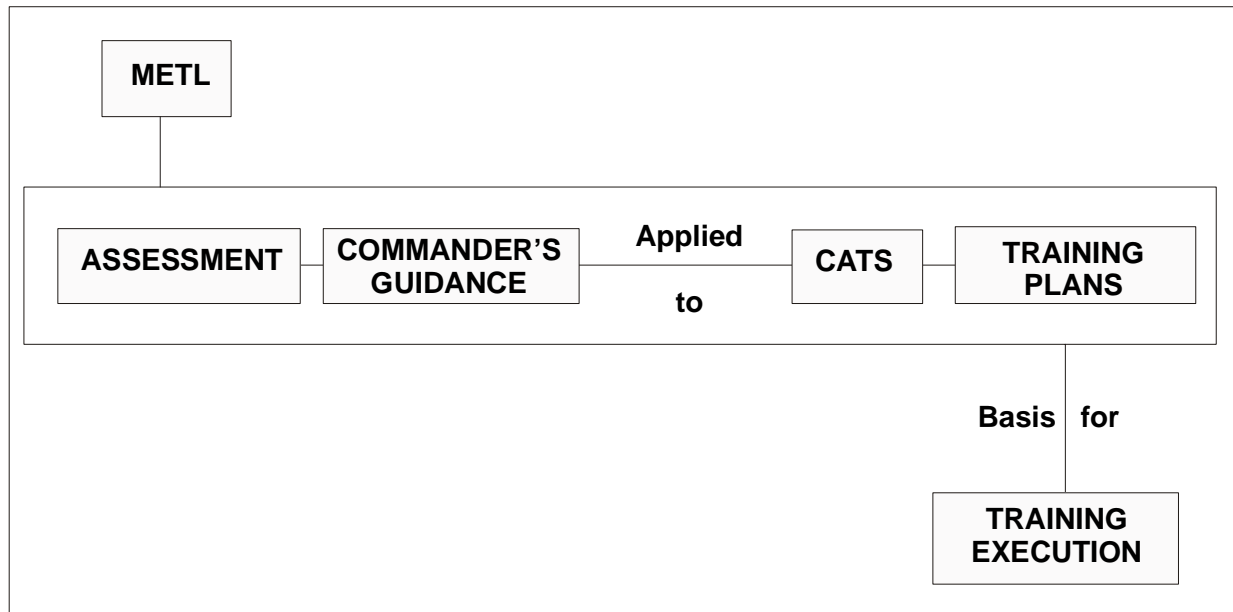 METL
Applied
ASSESSMENT
COMMANDER'S
GUIDANCE
CATS
TRAINING
PLANS
to
Basis for
TRAINING
EXECUTION